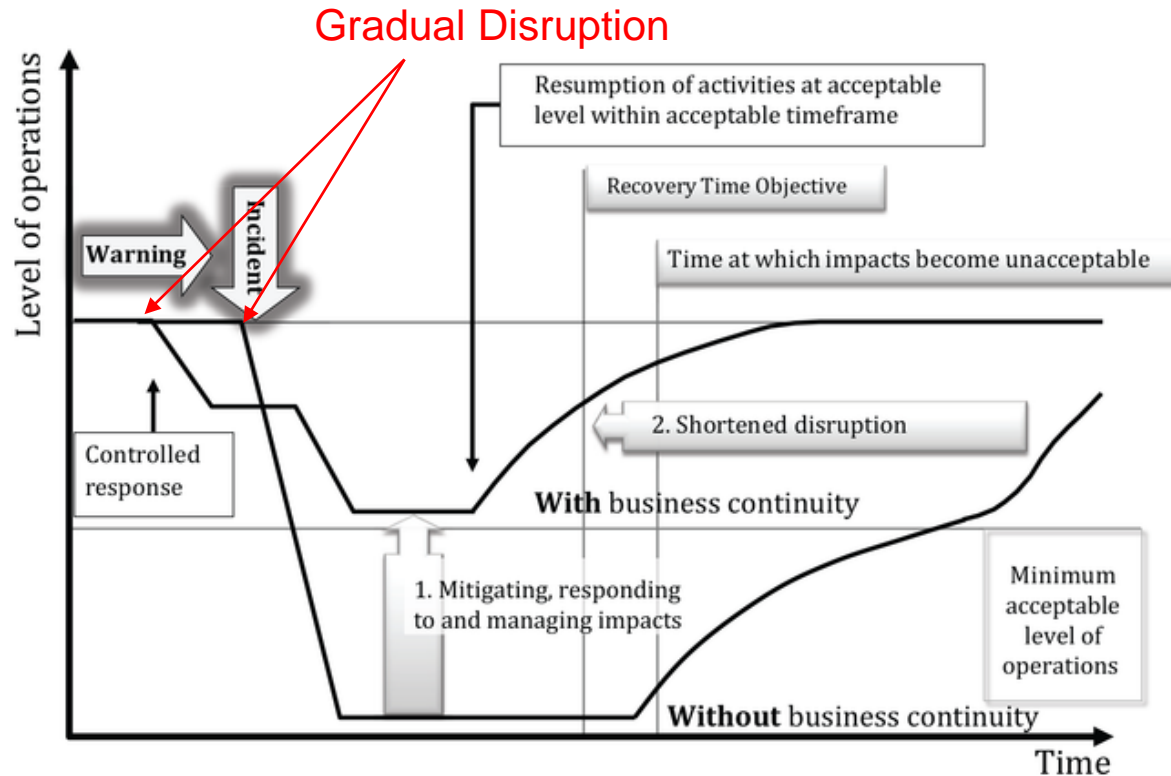 Gradual Disruption
Resumption of activities at acceptable
level within acceptable timeframe
Recovery Time Objective
Time at which impacts become unacceptable
Level of operations
Warning
Incident
Controlled
response
2. Shortened disruption
With business continuity
1. Mitigating, responding
to and managing impacts
Minimum
acceptable
level of
operations
Without business continuity
Time